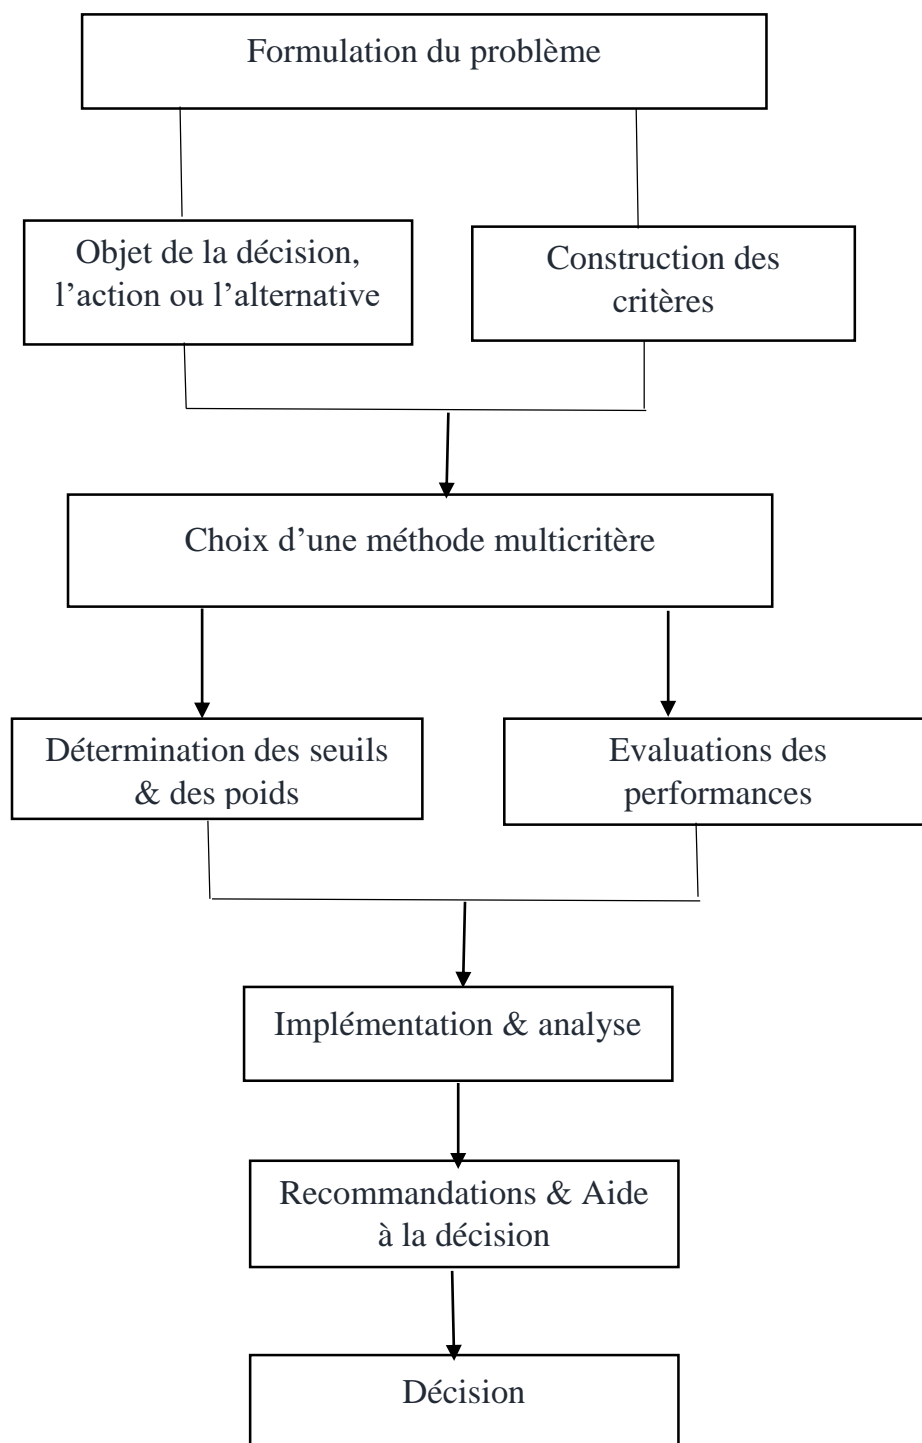 Formulation du problème
Objet de la décision,
l’action ou l’alternative
Construction des
critères
Choix d’une méthode multicritère
Détermination des seuils
& des poids
Evaluations des
performances
Implémentation & analyse
Recommandations & Aide
à la décision
Décision